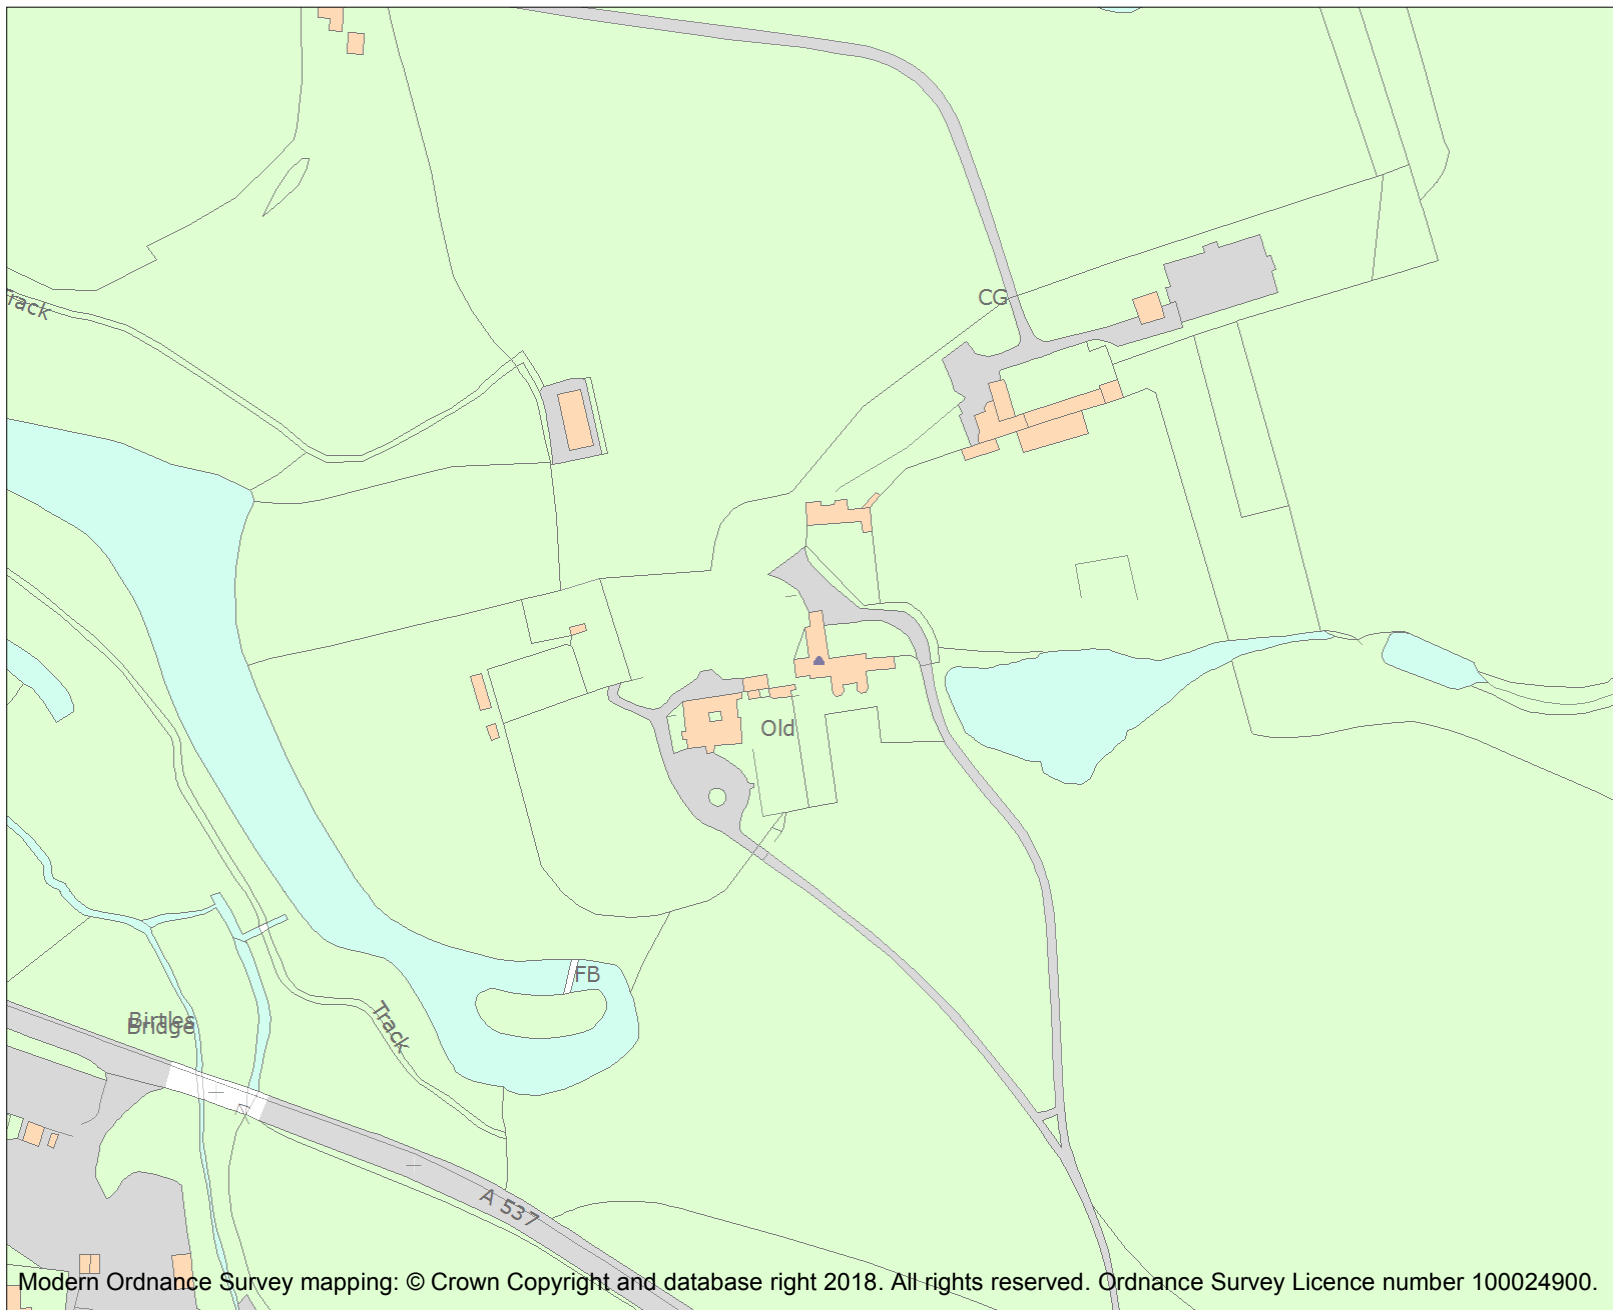 CG
Track
Old
FB
Track
Birtles
Bridge
A 537
Modern Ordnance Survey mapping: © Crown Copyright and database right 2018. All rights reserved. Ordnance Survey Licence number 100024900.